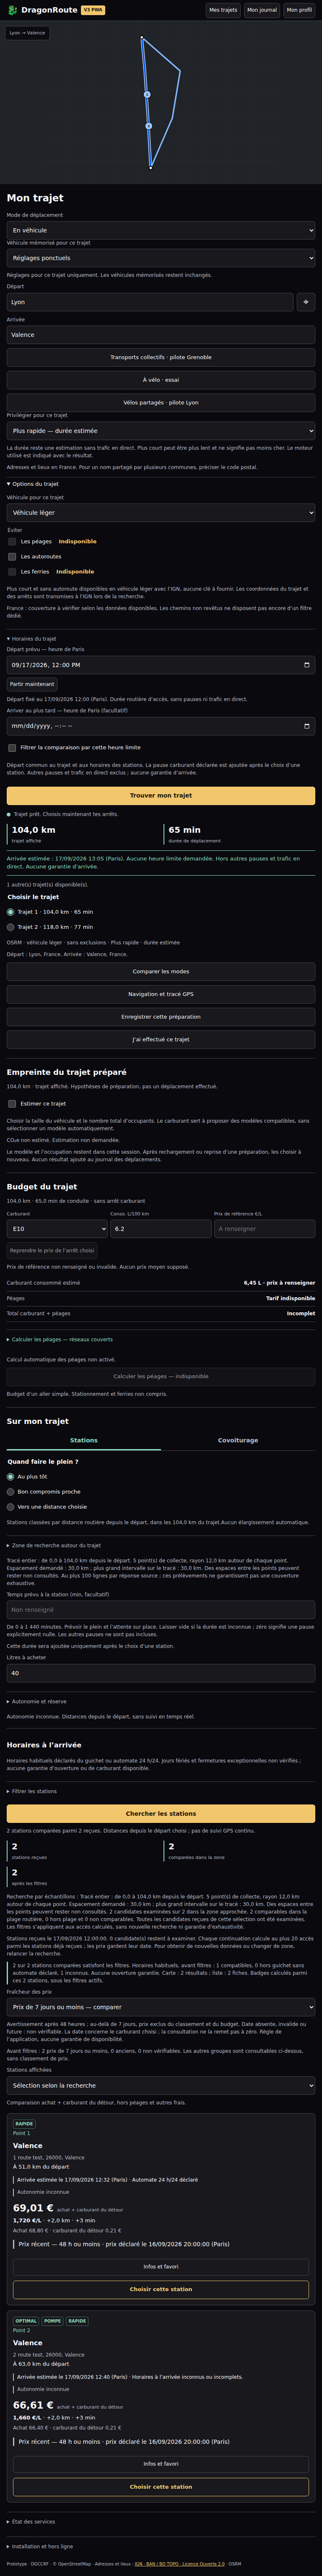 DragonRoute V3 PWA
Mes trajets
Mon journal
Mon profil
Lyon → Valence
Mon trajet
Mode de déplacement
En véhicule
Véhicule mémorisé pour ce trajet
Réglages ponctuels
Réglages pour ce trajet uniquement. Les véhicules mémorisés restent inchangés.
Départ
Lyon
Arrivée
Valence
Transports collectifs · pilote Grenoble
À vélo · essai
Vélos partagés · pilote Lyon
Privilégier pour ce trajet
Plus rapide — durée estimée
La durée reste une estimation sans trafic en direct. Plus court peut être plus lent et ne signifie pas moins cher. Le moteur
est indiqué avec le résultat.
Adresses et lieux en France. Pour un nom partagé par plusieurs communes, préciser le code postal.
▼ Options du trajet
Véhicule pour ce trajet
Véhicule léger
Éviter
Les péages Indisponible
Les autoroutes
Les ferries Indisponible
Plus court et sans autoroute disponibles en véhicule léger avec l'IGN, aucune clé à fournir. Les coordonnées du trajet
et des arrêts sont transmises à l'IGN lors de la recherche.
France : couverture à vérifier selon les données disponibles. Les chemins non revêtus ne disposent pas encore d'un filtre
dédié.
▼ Horaires du trajet
Départ prévu — heure de Paris
09/17/2026, 12:00 PM
Partir maintenant
Départ fixé au 17/09/2026 12:00 (Paris). Durée routière d'accès, sans pauses ni trafic en direct.
Arriver au plus tard — heure de Paris (facultatif)
mm/dd/yyyy, --:-- --
Filtrer la comparaison par cette heure limite
Départ commun au trajet et aux horaires des stations. La pause carburant déclarée est ajoutée après le choix d'une
station. Autres pauses et trafic en direct exclus ; aucune garantie d'arrivée.
Trouver mon trajet
Trajet prêt. Choisis maintenant tes arrêts.
104,0 km
trajet affiché
65 min
durée de déplacement
Arrivée estimée : 17/09/2026 13:05 (Paris). Aucune heure limite demandée. Hors autres pauses et trafic en
direct. Aucune garantie d'arrivée.
1 autre(s) trajet(s) disponible(s).
Choisir le trajet
Trajet 1 · 104,0 km · 65 min
Trajet 2 · 118,0 km · 77 min
OSRM · véhicule léger · sans exclusions · Plus rapide · durée estimée
Départ : Lyon, France. Arrivée : Valence, France.
Comparer les modes
Navigation et tracé GPS
Enregistrer cette préparation
J'ai effectué ce trajet
Empreinte du trajet préparé
104,0 km · trajet affiché. Hypothèses de préparation, pas un déplacement effectué.
Estimer ce trajet
Choisir la taille du véhicule et le nombre total d'occupants. Le carburant sert à proposer des modèles compatibles, sans
sélectionner un modèle automatiquement.
CO₂e non estimé. Estimation non demandée.
Le modèle et l'occupation restent dans cette session. Après rechargement ou reprise d'une préparation, les choisir à
nouveau. Aucun résultat ajouté au journal des déplacements.
Budget du trajet
104,0 km · 65,0 min de conduite · sans arrêt carburant
Carburant
Conso. L/100 km
Prix de référence €/L
E10
6.2
À renseigner
Reprendre le prix de l'arrêt choisi
Prix de référence non renseigné ou invalide. Aucun prix moyen supposé.
Carburant consommé estimé 6,45 L · prix à renseigner
Péages Tarif indisponible
Total carburant + péages Incomplet
▶ Calculer les péages — réseaux couverts
Calcul automatique des péages non activé.
Calculer les péages — indisponible
Budget d'un aller simple. Stationnement et ferries non compris.
Sur mon trajet
Stations
Covoiturage
Quand faire le plein ?
Au plus tôt
Bon compromis proche
Vers une distance choisie
Stations classées par distance routière depuis le départ, dans les 104,0 km du trajet.Aucun élargissement automatique.
▶ Zone de recherche autour du trajet
Tracé entier : de 0,0 à 104,0 km depuis le départ. 5 point(s) de collecte, rayon 12,0 km autour de chaque point.
Espacement demandé : 30,0 km ; plus grand intervalle sur le tracé : 30,0 km. Des espaces entre les points peuvent
rester non consultés. Au plus 100 lignes par réponse source ; ces prélèvements ne garantissent pas une couverture
exhaustive.
Temps prévu à la station (min, facultatif)
Non renseigné
De 0 à 1 440 minutes. Prévoir le plein et l'attente sur place. Laisser vide si la durée est inconnue ; zéro signifie une pause
explicitement nulle. Les autres pauses ne sont pas incluses.
Cette durée sera ajoutée uniquement après le choix d'une station.
Litres à acheter
40
▶ Autonomie et réserve
Autonomie inconnue. Distances depuis le départ, sans suivi en temps réel.
Horaires à l'arrivée
Horaires habituels déclarés du guichet ou automate 24 h/24. Jours fériés et fermetures exceptionnelles non vérifiés ;
aucune garantie d'ouverture ou de carburant disponible.
▶ Filtrer les stations
Chercher les stations
2 stations comparées parmi 2 reçues. Distances depuis le départ choisi ; pas de suivi GPS continu.
2
stations reçues
2
comparées dans la zone
2
après les filtres
Recherche par échantillons : Tracé entier : de 0,0 à 104,0 km depuis le départ. 5 point(s) de collecte, rayon 12,0 km
autour de chaque point. Espacement demandé : 30,0 km ; plus grand intervalle sur le tracé : 30,0 km. Des espaces entre
les points peuvent rester non consultés. 2 candidates examinées sur 2 dans la zone approchée. 2 comparables dans la
plage routière, 0 hors plage et 0 non comparables. Toutes les candidates reçues de cette sélection ont été examinées.
Les filtres s'appliquent aux accès calculés, sans nouvelle recherche ni garantie d'exhaustivité.
Stations reçues le 17/09/2026 12:00:00. 0 candidate(s) restent à examiner. Chaque continuation calcule au plus 20 accès
parmi les stations déjà reçues ; les prix gardent leur date. Pour obtenir de nouvelles données ou changer de zone,
relancer la recherche.
2 sur 2 stations comparées satisfont les filtres. Horaires habituels, avant filtres : 1 compatibles, 0 hors guichet sans
automate déclaré, 1 inconnus. Aucune ouverture garantie. Carte : 2 résultats ; liste : 2 fiches. Badges calculés parmi
ces 2 stations, sous les filtres actifs.
Fraîcheur des prix
Prix de 7 jours ou moins — comparer
Avertissement après 48 heures ; au-delà de 7 jours, prix exclus du classement et du budget. Date absente, invalide ou
future : non vérifiable. La date concerne le carburant choisi ; la consultation ne la remet pas à zéro. Règle de
l'application, aucune garantie de disponibilité.
Avant filtres : 2 prix de 7 jours ou moins, 0 anciens, 0 non vérifiables. Les autres groupes sont consultables ci-dessus,
sans classement de prix.
Stations affichées
Sélection selon la recherche
Comparaison achat + carburant du détour, hors péages et autres frais.
RAPIDE
Point 1
Valence
1 route test, 26000, Valence
À 51,0 km du départ
Arrivée estimée le 17/09/2026 12:32 (Paris) · Automate 24 h/24 déclaré
Autonomie inconnue
69,01 € achat + carburant du détour
1,720 €/L · +2,0 km · +3 min
Achat 68,80 € · carburant du détour 0,21 €
Prix récent — 48 h ou moins · prix déclaré le 16/09/2026 20:00:00 (Paris)
Infos et favori
Choisir cette station
OPTIMAL POMPE RAPIDE
Point 2
Valence
2 route test, 26000, Valence
À 63,0 km du départ
Arrivée estimée le 17/09/2026 12:40 (Paris) · Horaires à l'arrivée inconnus ou incomplets.
Autonomie inconnue
66,61 € achat + carburant du détour
1,660 €/L · +2,0 km · +3 min
Achat 66,40 € · carburant du détour 0,21 €
Prix récent — 48 h ou moins · prix déclaré le 16/09/2026 20:00:00 (Paris)
Infos et favori
Choisir cette station
▶ État des services
▶ Installation et hors ligne
Prototype · DGCCRF · © OpenStreetMap · Adresses et lieux · IGN · BAN / BD TOPO · Licence Ouverte 2.0 · OSRM